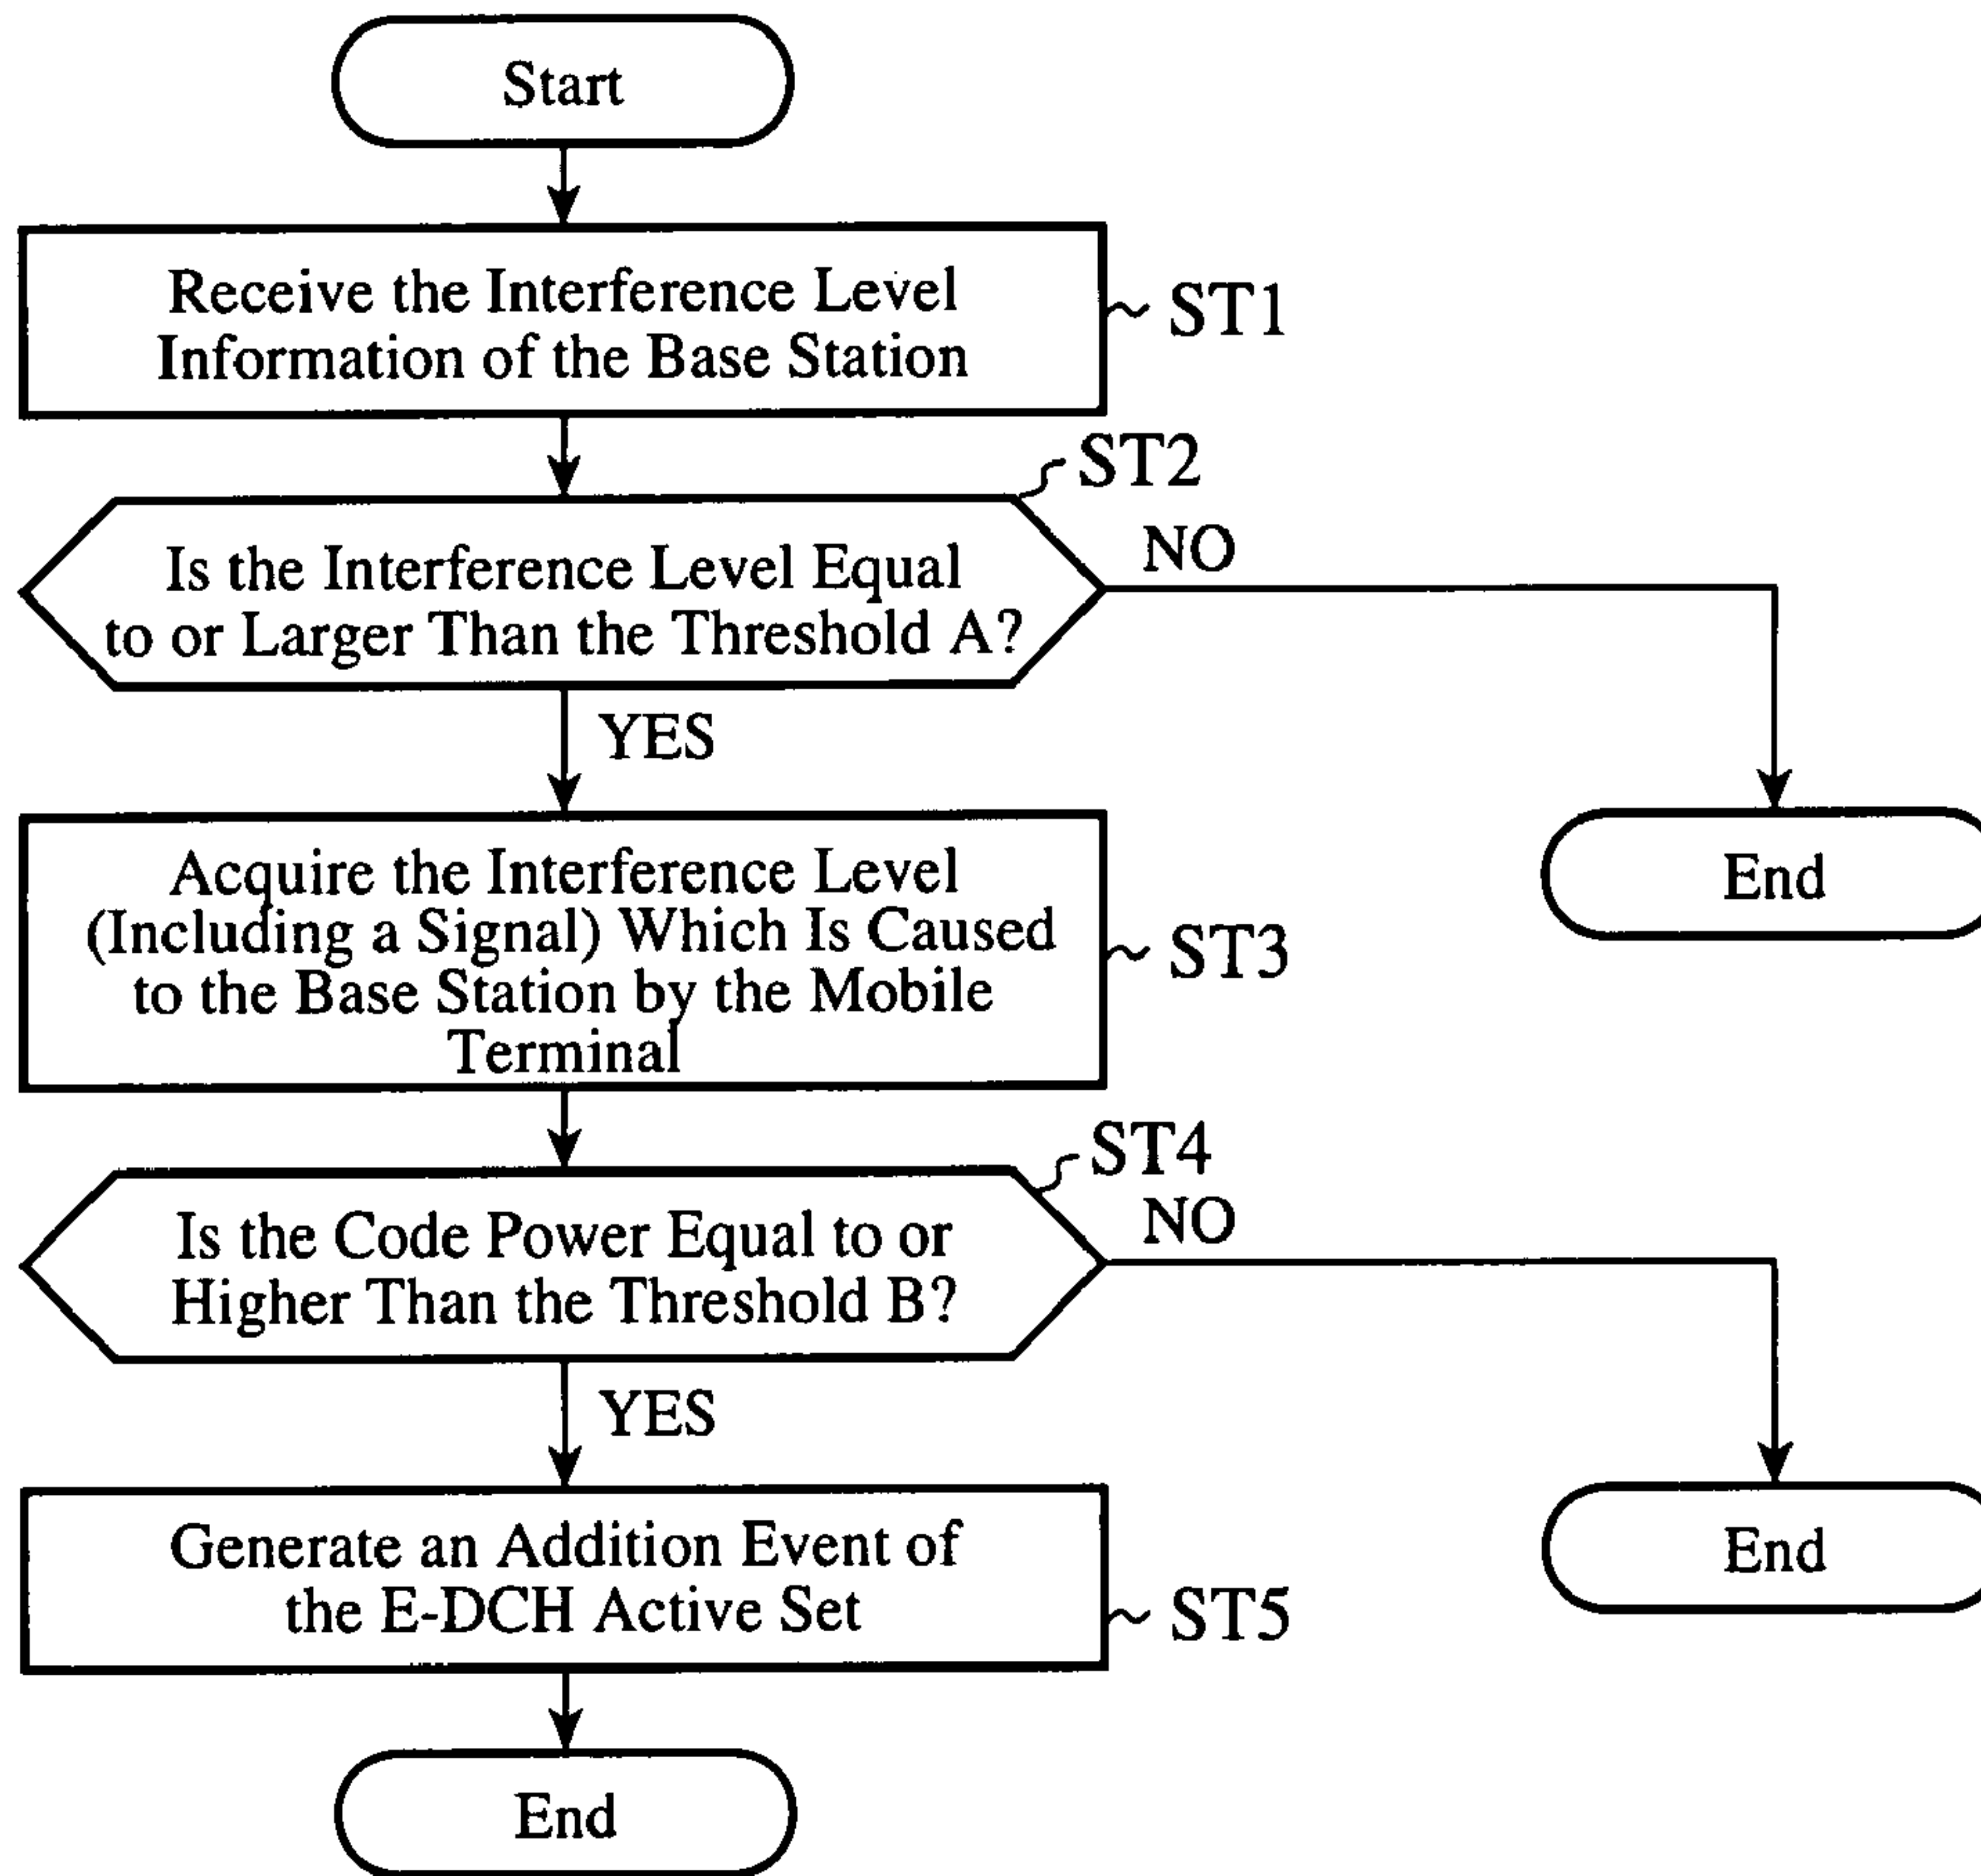 Start
Receive the Interference Level
Information of the Base Station
ST1
ST2
Is the Interference Level Equal
to or Larger Than the Threshold A?
NO
YES
End
Acquire the Interference Level
(Including a Signal) Which Is Caused
to the Base Station by the Mobile
Terminal
ST3
ST4
Is the Code Power Equal to or
Higher Than the Threshold B?
NO
YES
End
Generate an Addition Event of
the E-DCH Active Set
ST5
End